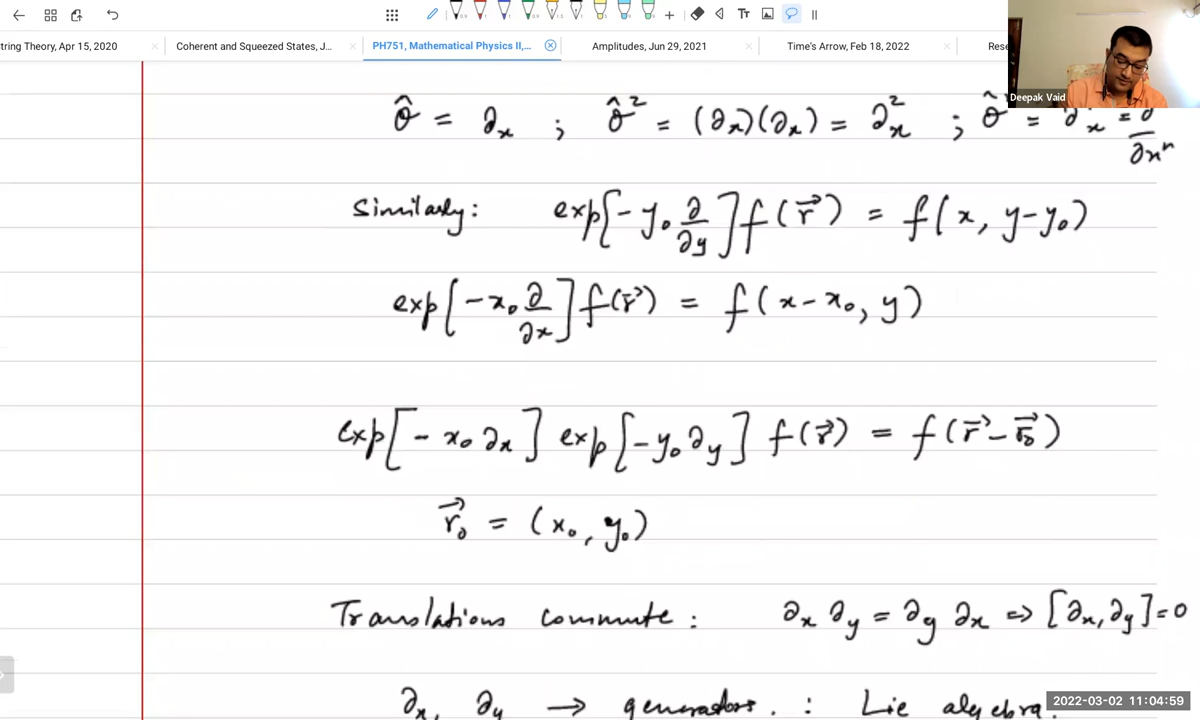 tring Theory, Apr 15, 2020 Coherent and Squeezed States, J... PH751, Mathematical Physics II,... Amplitudes, Jun 29, 2021 Time's Arrow, Feb 18, 2022 Rese
Deepak Vaid
Ô = ∂x ; Ô² = (∂x)(∂x) = ∂x² ;
Similarly: exp[-y₀ ∂/∂y] f(r⃗) = f(x, y-y₀)
exp[-x₀ ∂/∂x] f(r⃗) = f(x-x₀, y)
exp[-x₀ ∂x] exp[-y₀ ∂y] f(r⃗) = f(r⃗-r⃗₀)
r⃗₀ = (x₀, y₀)
Translations commute : ∂x ∂y = ∂y ∂x ⇒ [∂x, ∂y]=0
∂x, ∂y → generators. : Lie algebra.
2022-03-02 11:04:59